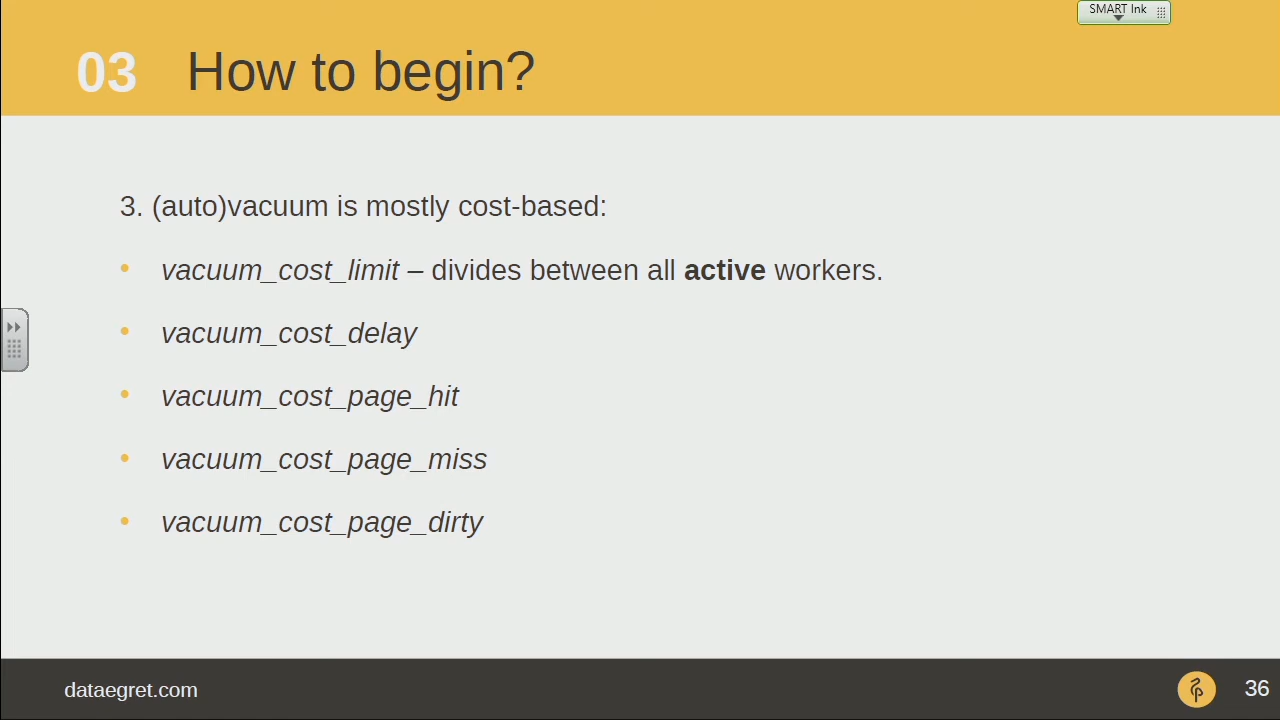 SMART Ink
03 How to begin?
3. (auto)vacuum is mostly cost-based:
• vacuum_cost_limit – divides between all active workers.
• vacuum_cost_delay
• vacuum_cost_page_hit
• vacuum_cost_page_miss
• vacuum_cost_page_dirty
dataegret.com
36